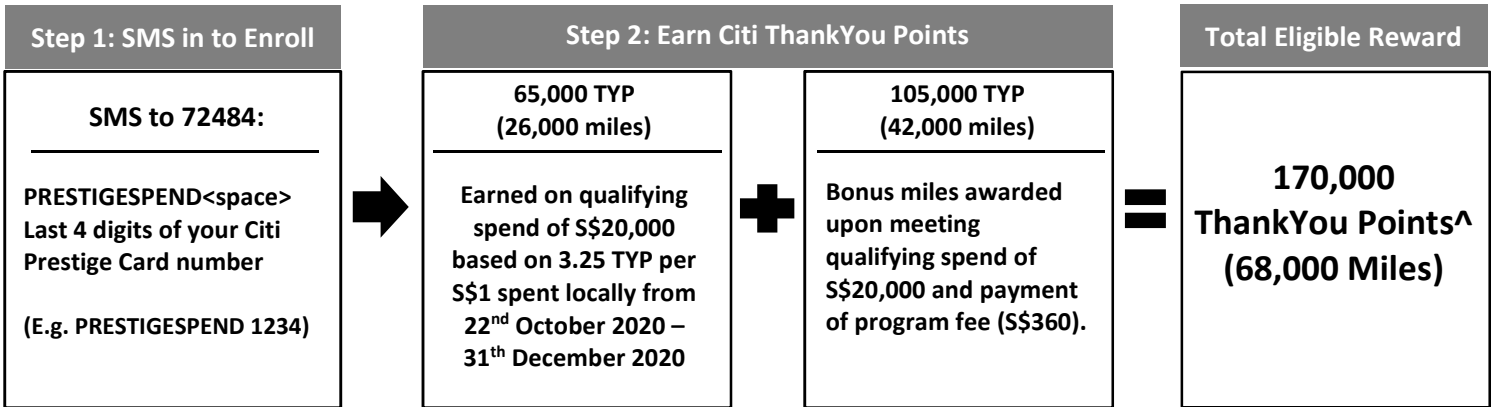 Step 1: SMS in to Enroll
SMS to 72484:
PRESTIGESPEND<space>
Last 4 digits of your Citi
Prestige Card number
(E.g. PRESTIGESPEND 1234)
Step 2: Earn Citi ThankYou Points
65,000 TYP
(26,000 miles)
Earned on qualifying
spend of S$20,000
based on 3.25 TYP per
S$1 spent locally from
22nd October 2020 –
31th December 2020
105,000 TYP
(42,000 miles)
Bonus miles awarded
upon meeting
qualifying spend of
S$20,000 and payment
of program fee (S$360).
Total Eligible Reward
170,000
ThankYou Points^
(68,000 Miles)